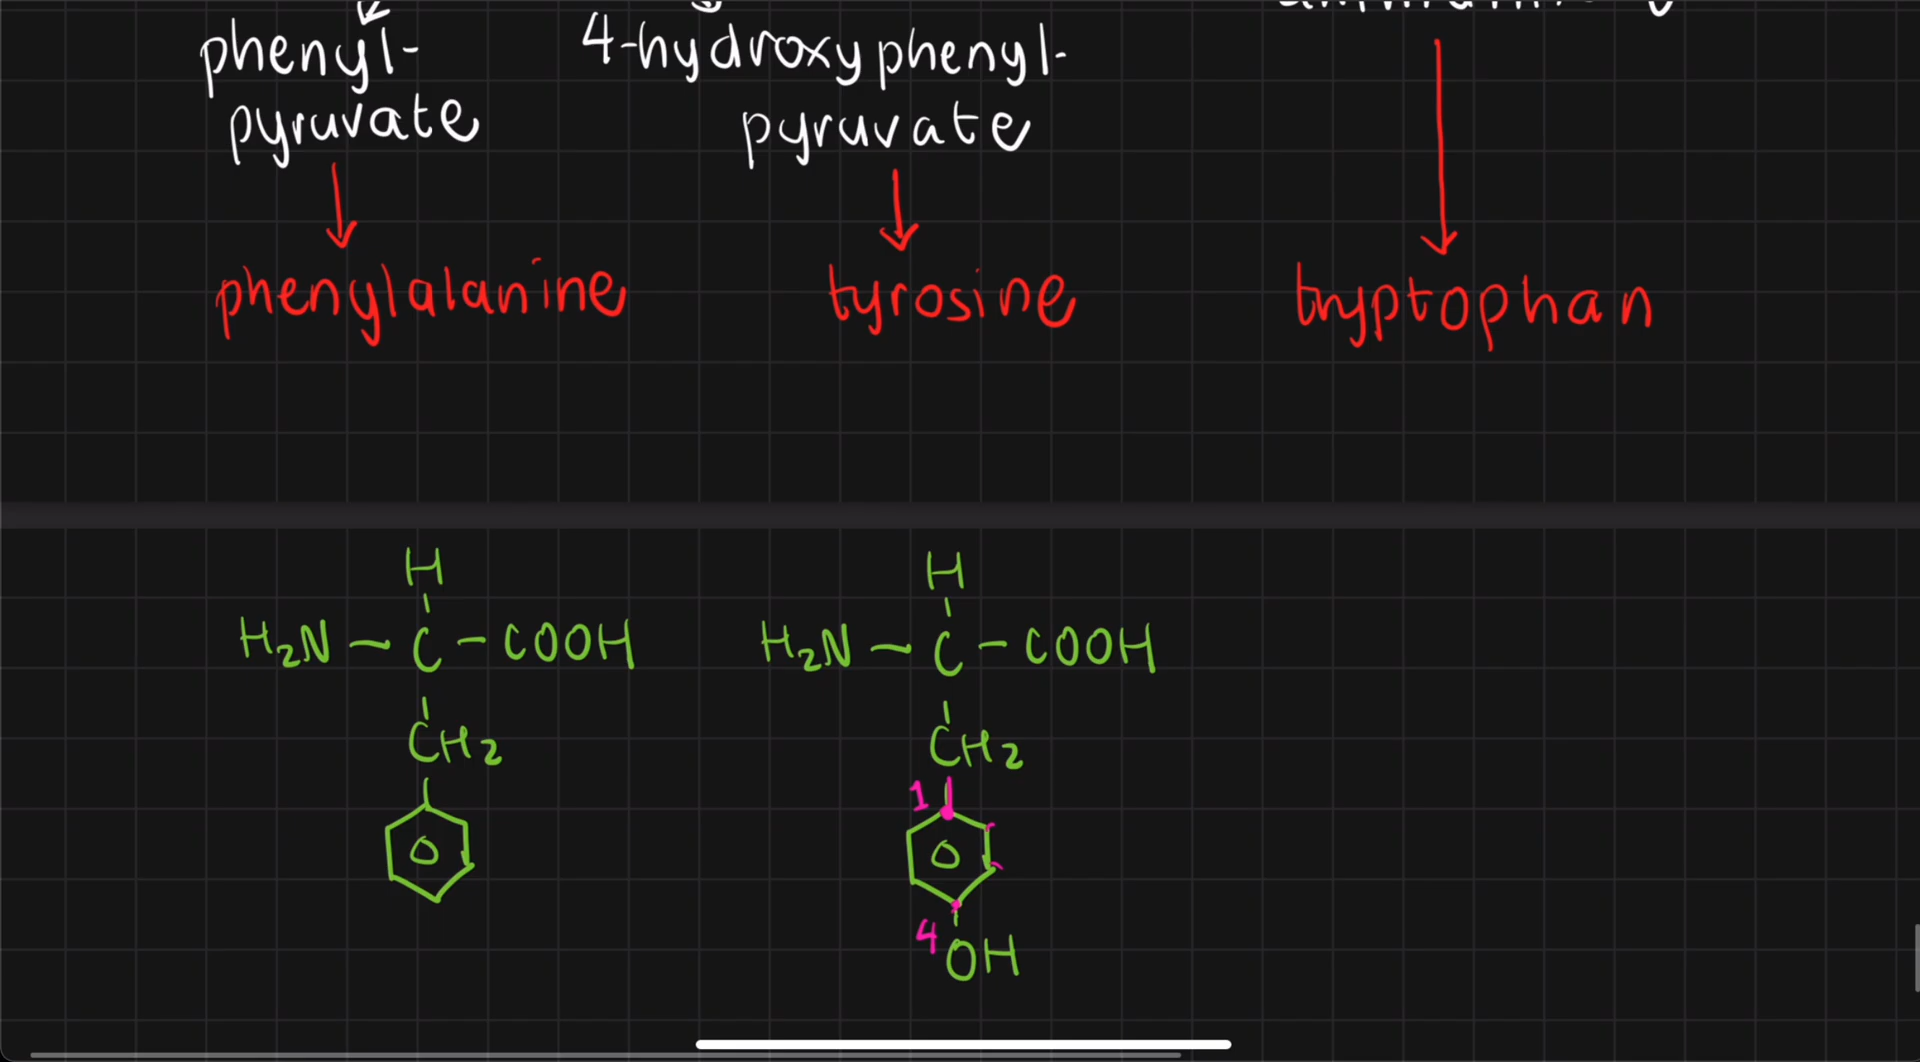 phenyl-
pyruvate
4-hydroxyphenyl-
pyruvate
phenylalanine
tyrosine
tryptophan
H
H₂N - C - COOH
CH₂
H
H₂N - C - COOH
CH₂
1
4
OH